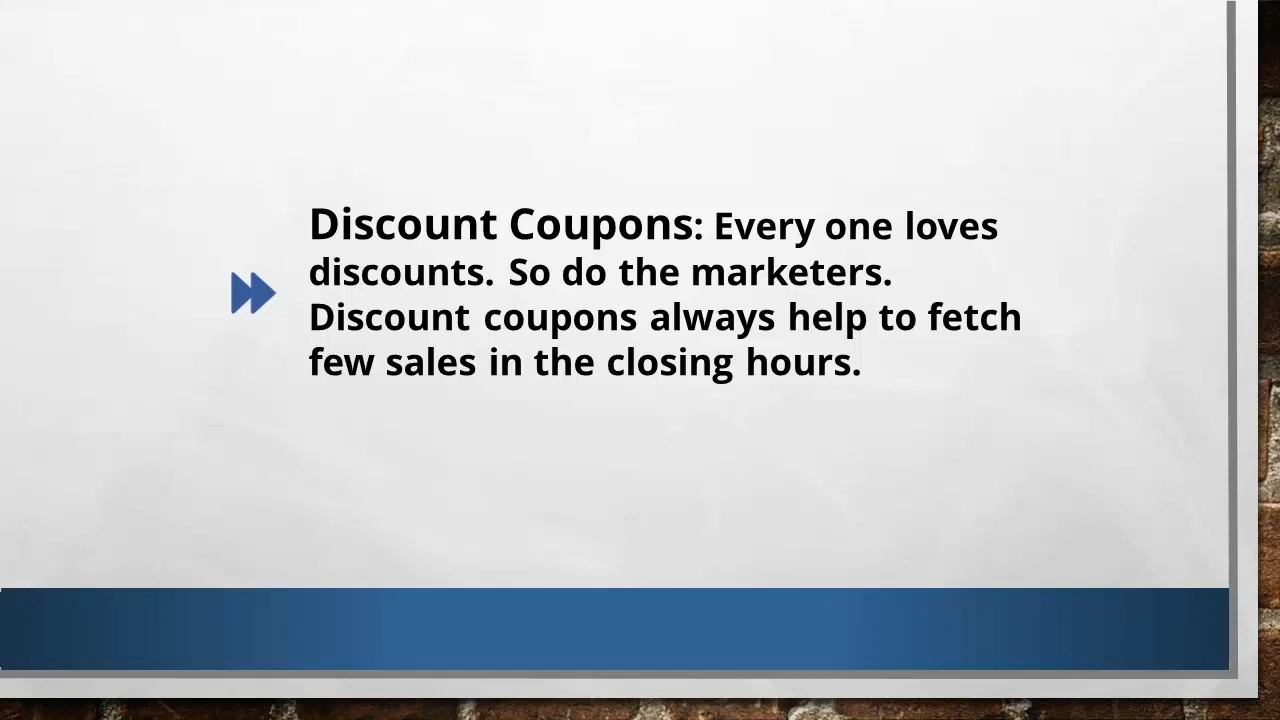 Discount Coupons: Every one loves
discounts. So do the marketers.
Discount coupons always help to fetch
few sales in the closing hours.